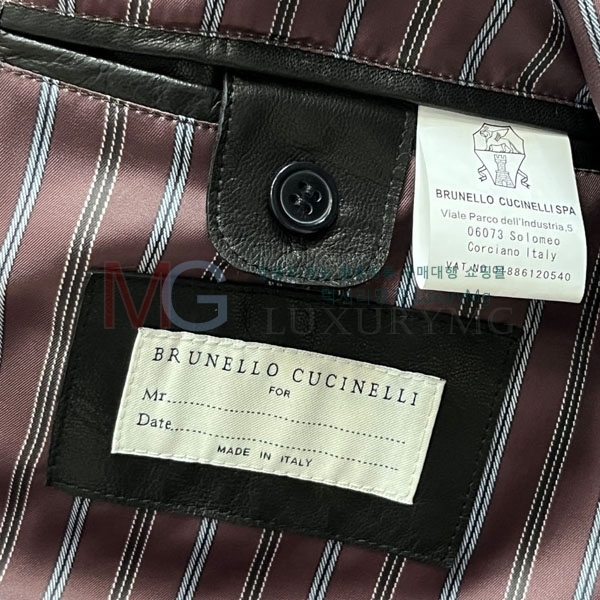 BRUNELLO CUCINELLI SPA
Viale Parco dell'Industria,5
06073 Solomeo
Corciano Italy
MG
LUXURYMG
BRUNELLO CUCINELLI
FOR
Mr.
Date
MADE IN ITALY